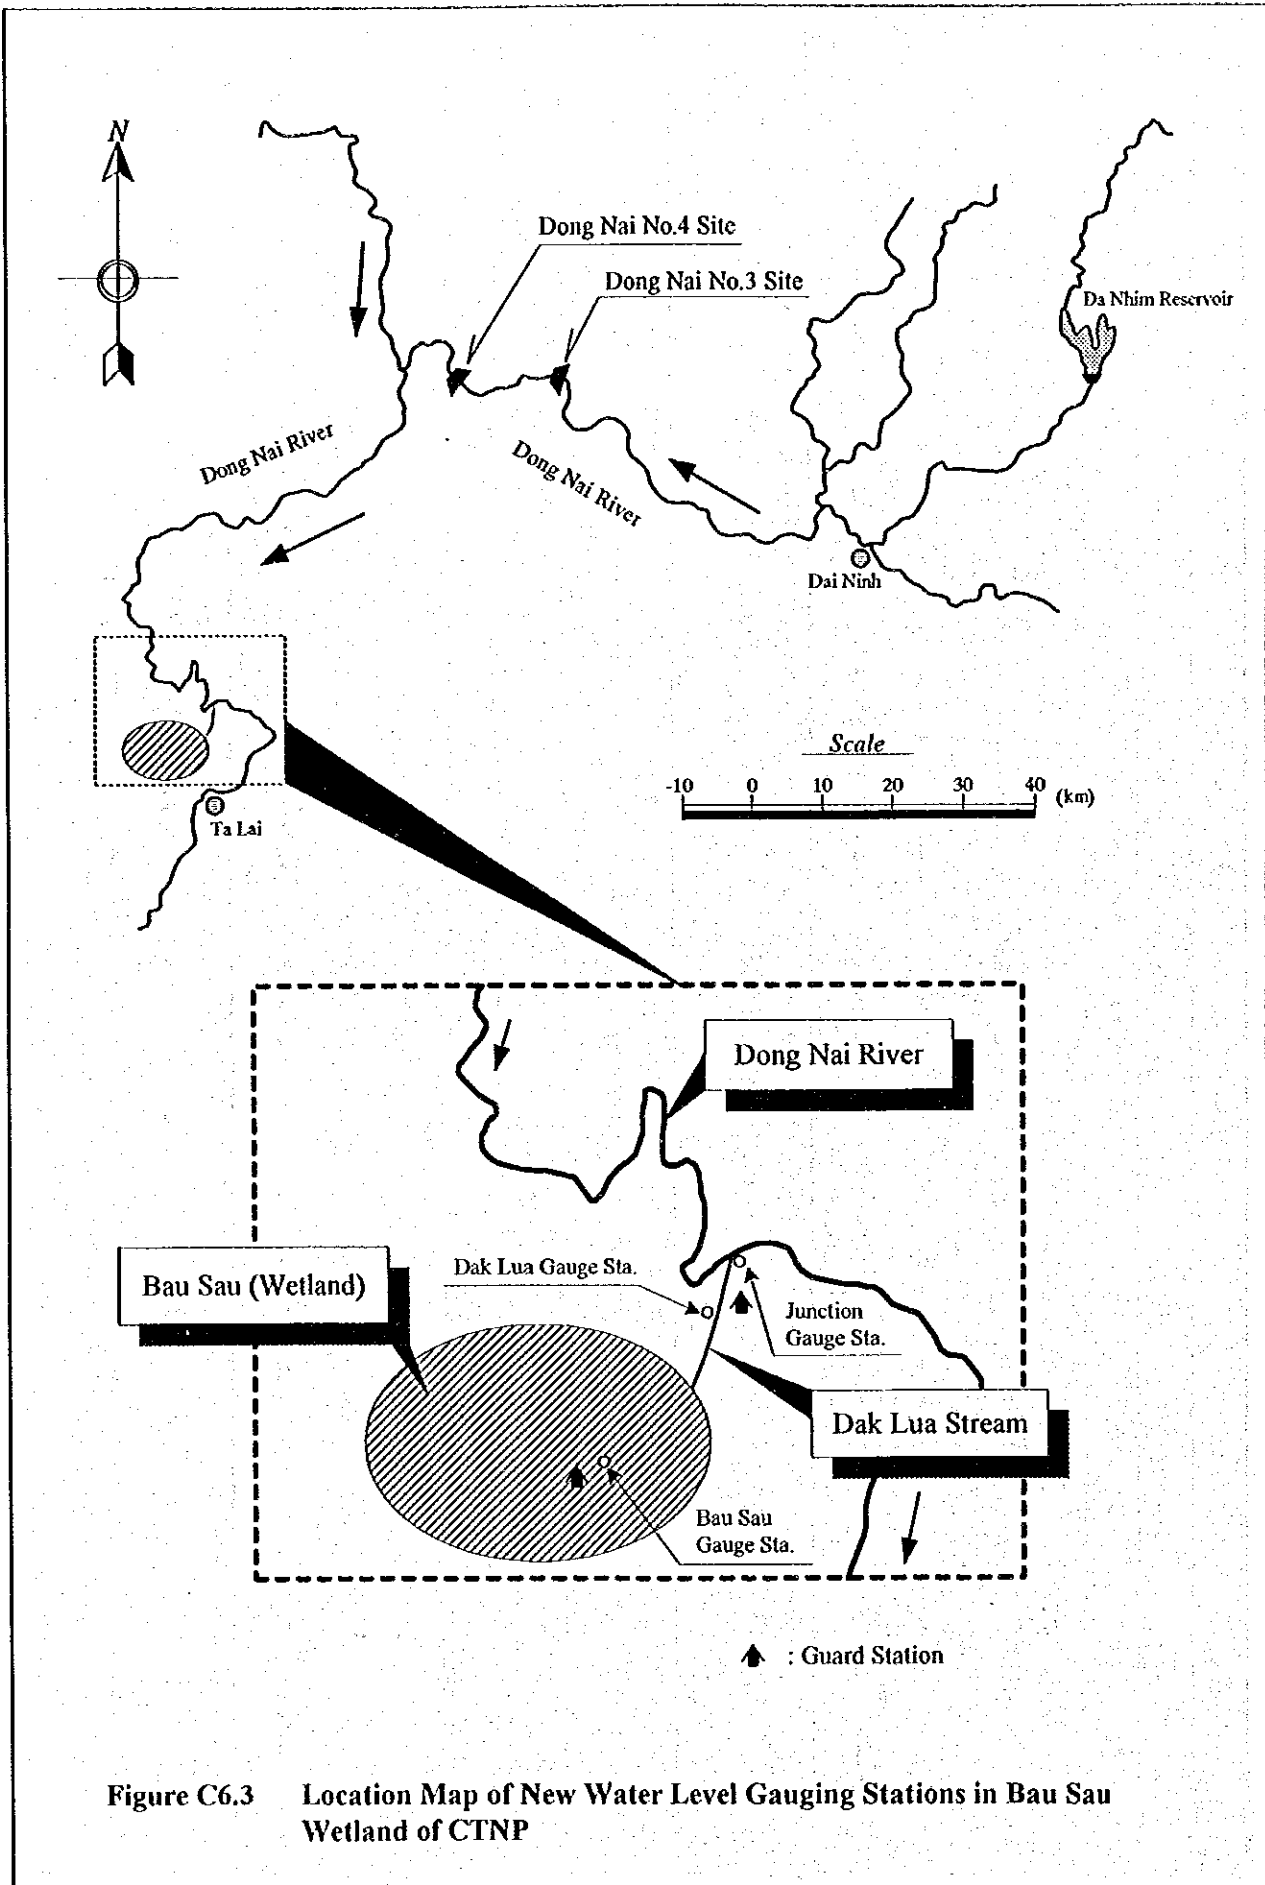 N
Dong Nai No.4 Site
Dong Nai No.3 Site
Da Nhim Reservoir
Dong Nai River
Dong Nai River
Dai Ninh
Scale
-10 0 10 20 30 40 (km)
Ta Lai
Dong Nai River
Bau Sau (Wetland)
Dak Lua Gauge Sta.
Junction
Gauge Sta.
Dak Lua Stream
Bau Sau
Gauge Sta.
: Guard Station
Figure C6.3 Location Map of New Water Level Gauging Stations in Bau Sau
Wetland of CTNP